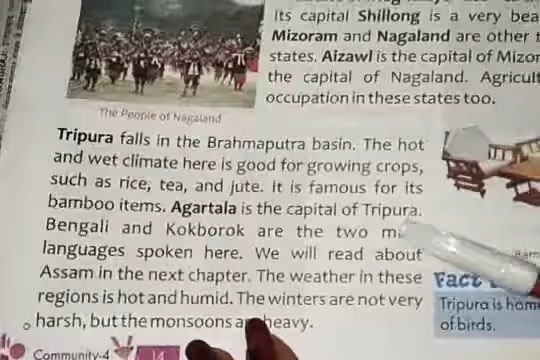 Its capital Shillong is a very
Mizoram and Nagaland are other
states. Aizawl is the capital of
the capital of Nagaland.
occupation in these states too.
The People of Nagaland
Tripura falls in the Brahmaputra basin. The hot
and wet climate here is good for growing crops,
such as rice, tea, and jute. It is famous for its
bamboo items. Agartala is the capital of Tripura.
Bengali and Kokborok are the two
languages spoken here. We will read about
Assam in the next chapter. The weather in these
regions is hot and humid. The winters are not very
harsh, but the monsoons are heavy.
Fact
Tripura is home
of birds.
Community-4
14